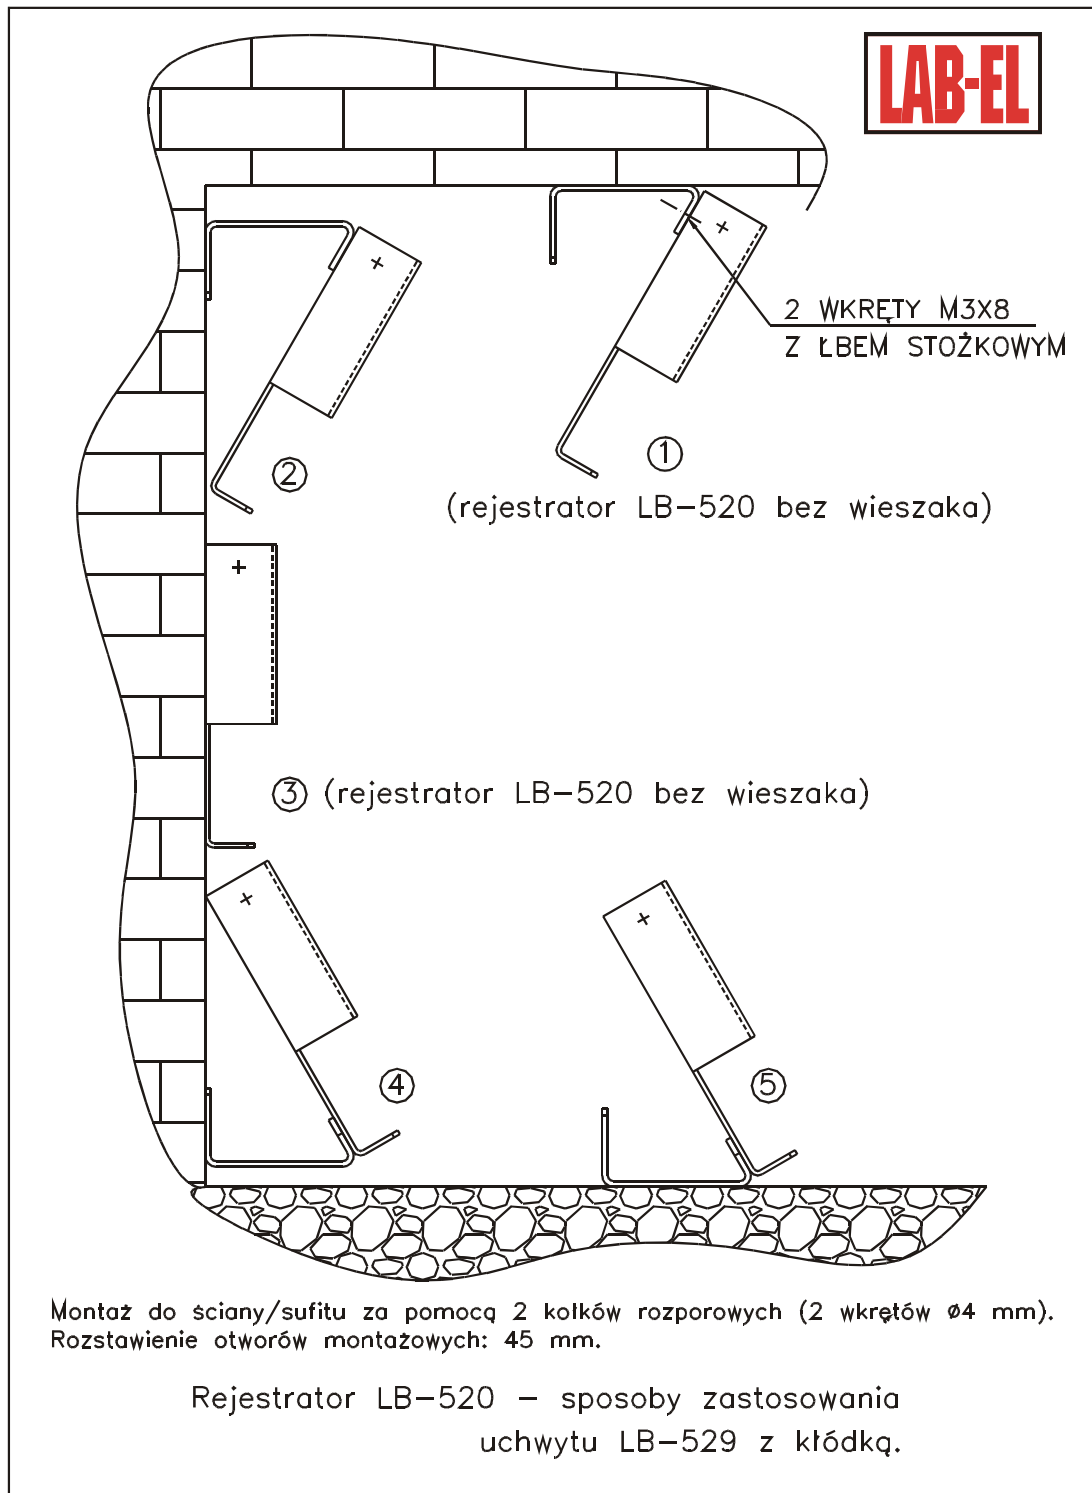 LAB-EL
2 WKRĘTY M3X8
Z ŁBEM STOŻKOWYM
1
2
(rejestrator LB-520 bez wieszaka)
3 (rejestrator LB-520 bez wieszaka)
4
5
Montaż do ściany/sufitu za pomocą 2 kołków rozporowych (2 wkrętów ø4 mm).
Rozstawienie otworów montażowych: 45 mm.
Rejestrator LB-520 - sposoby zastosowania
uchwytu LB-529 z kłódką.